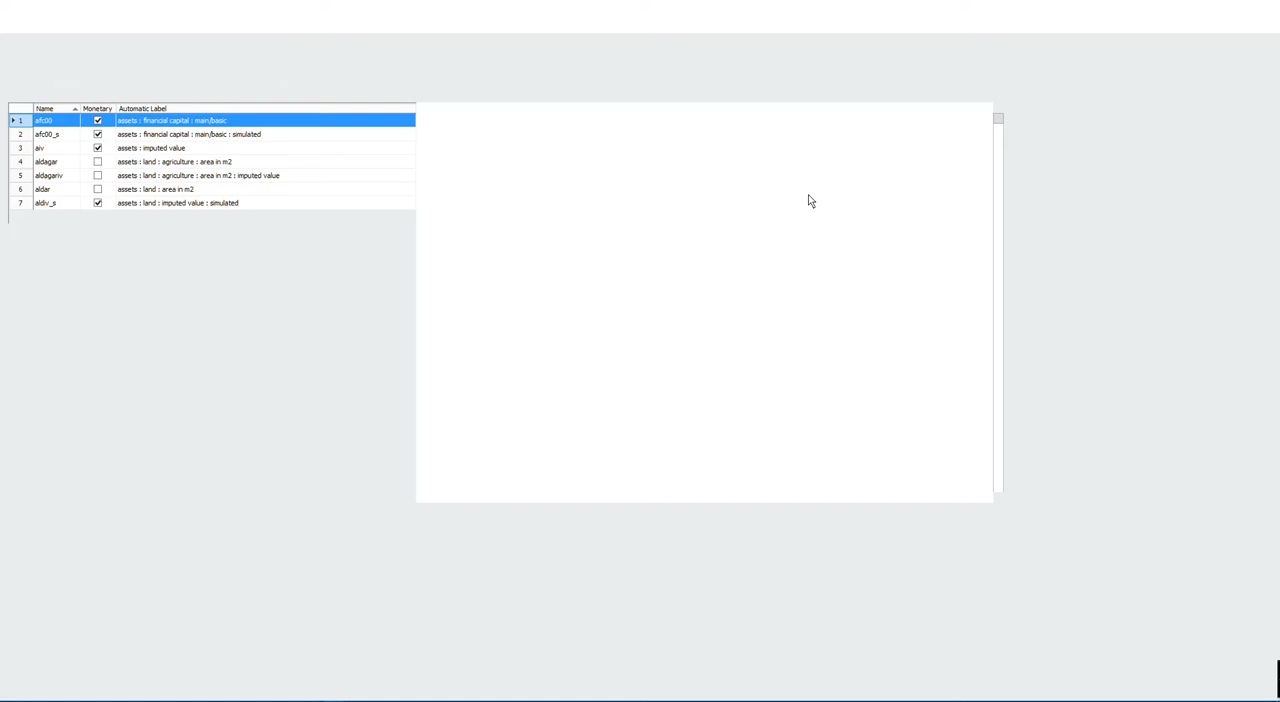 Name Monetary Automatic Label
1 afc00 assets : financial capital : main/basic
2 afc00_s assets : financial capital : main/basic : simulated
3 aiv assets : imputed value
4 aldagar assets : land : agriculture : area in m2
5 aldagariv assets : land : agriculture : area in m2 : imputed value
6 aldar assets : land : area in m2
7 aldiv_s assets : land : imputed value : simulated